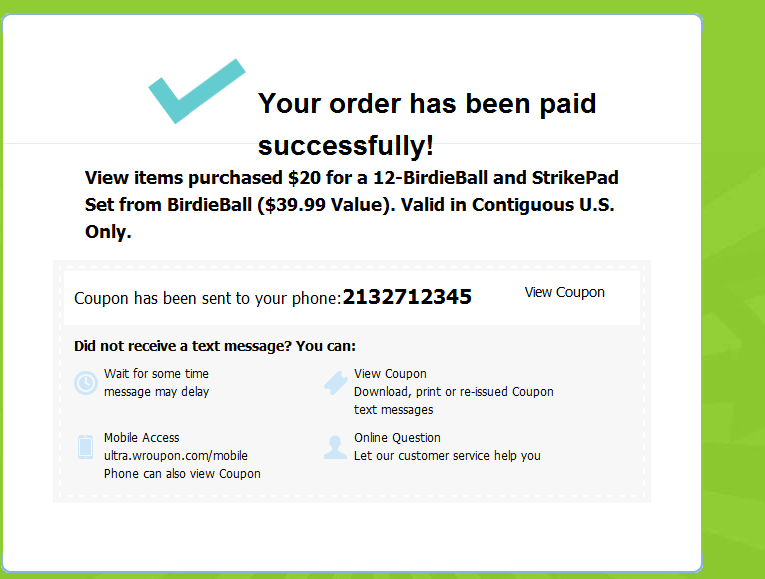 Your order has been paid
successfully!
View items purchased $20 for a 12-BirdieBall and StrikePad
Set from BirdieBall ($39.99 Value). Valid in Contiguous U.S.
Only.
Coupon has been sent to your phone:2132712345
View Coupon
Did not receive a text message? You can:
Wait for some time
message may delay
View Coupon
Download, print or re-issued Coupon
text messages
Mobile Access
ultra.wroupon.com/mobile
Phone can also view Coupon
Online Question
Let our customer service help you